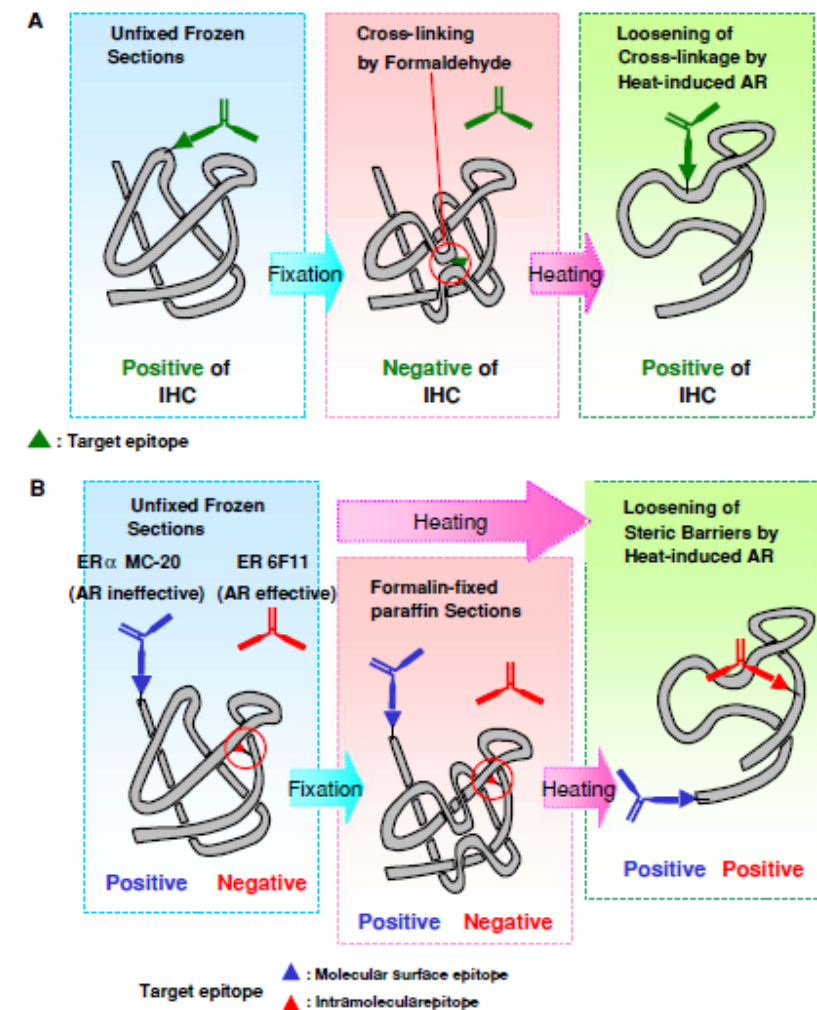 A
Unfixed Frozen
Sections
Cross-linking
by Formaldehyde
Loosening of
Cross-linkage by
Heat-induced AR
Fixation
Heating
Positive of
IHC
Negative of
IHC
Positive of
IHC
: Target epitope
B
Unfixed Frozen
Sections
ERα MC-20
(AR ineffective)
ER 6F11
(AR effective)
Heating
Formalin-fixed
paraffin Sections
Loosening of
Steric Barriers by
Heat-induced AR
Fixation
Heating
Positive Negative
Positive Negative
Positive Positive
Target epitope
: Molecular surface epitope
: Intramolecularepitope